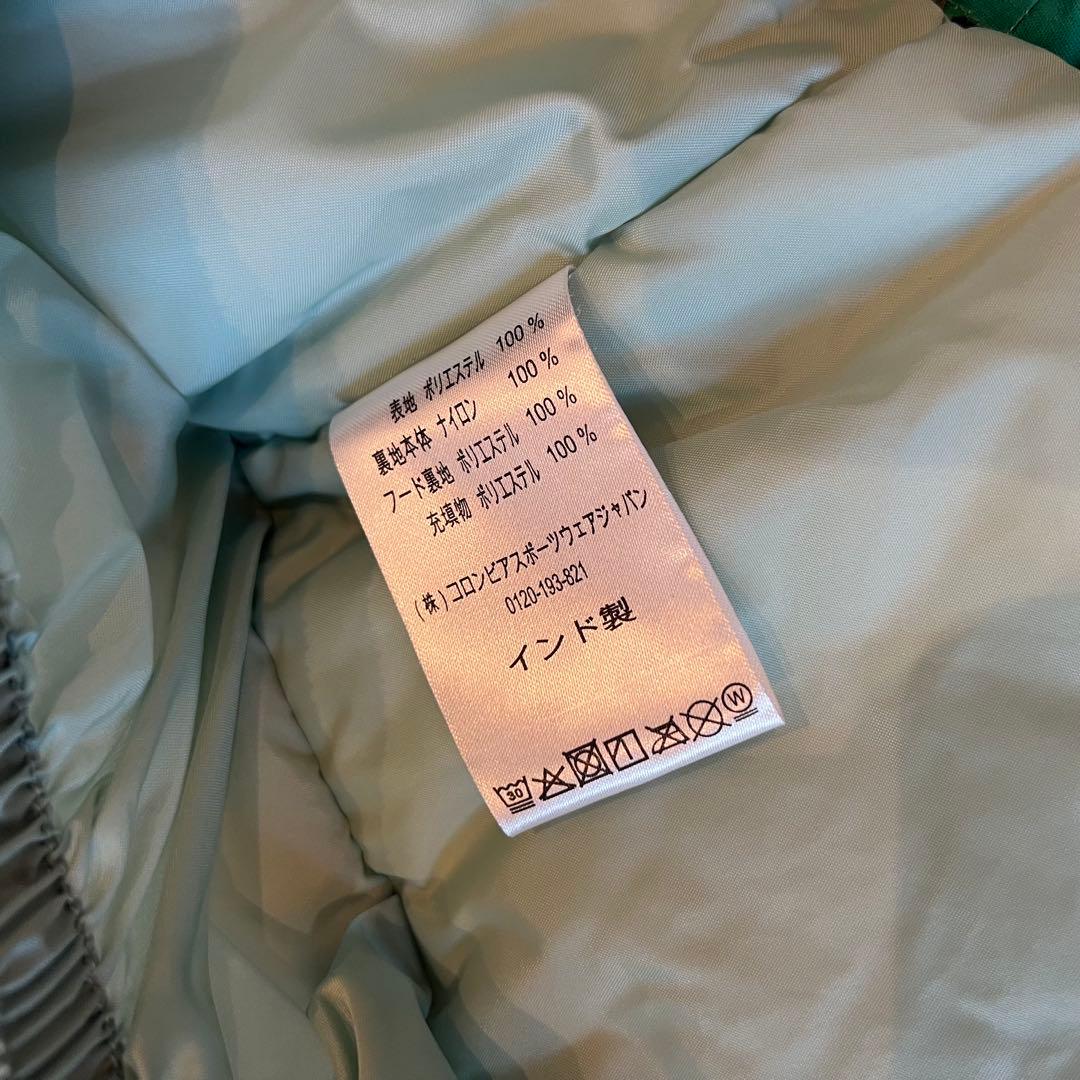 表地 ポリエステル 100 %
裏地本体 ナイロン 100 %
フード裏地 ポリエステル 100 %
充填物 ポリエステル 100 %
(株)コロンビアスポーツウェアジャパン
0120-193-821
インド製
30 W